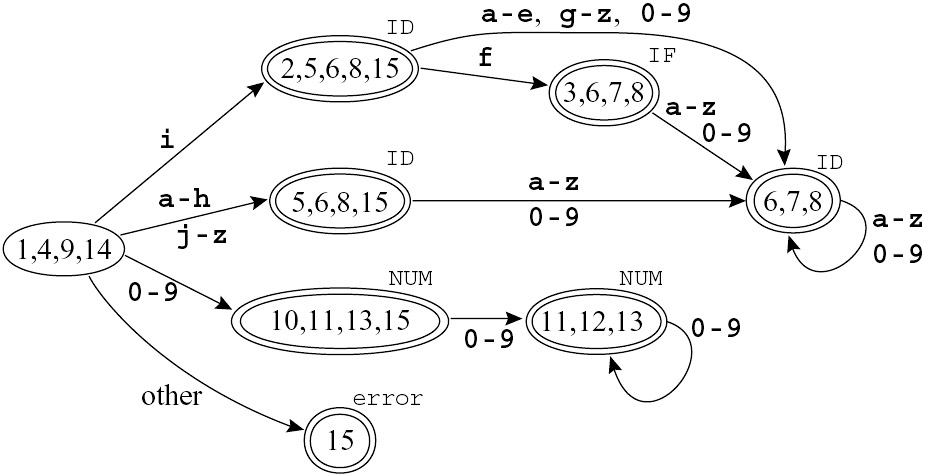 ID
a-e, g-z, 0-9
2,5,6,8,15
f
IF
3,6,7,8
a-z
0-9
i
ID
a-h
j-z
5,6,8,15
a-z
0-9
ID
6,7,8
a-z
0-9
1,4,9,14
0-9
NUM
10,11,13,15
0-9
NUM
11,12,13
0-9
other
error
15